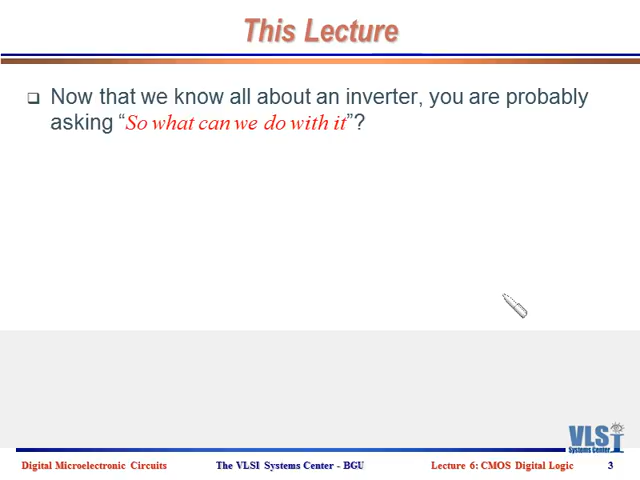 This Lecture
Now that we know all about an inverter, you are probably
asking “So what can we do with it”?
VLSI
Systems Center
Digital Microelectronic Circuits The VLSI Systems Center - BGU Lecture 6: CMOS Digital Logic 3